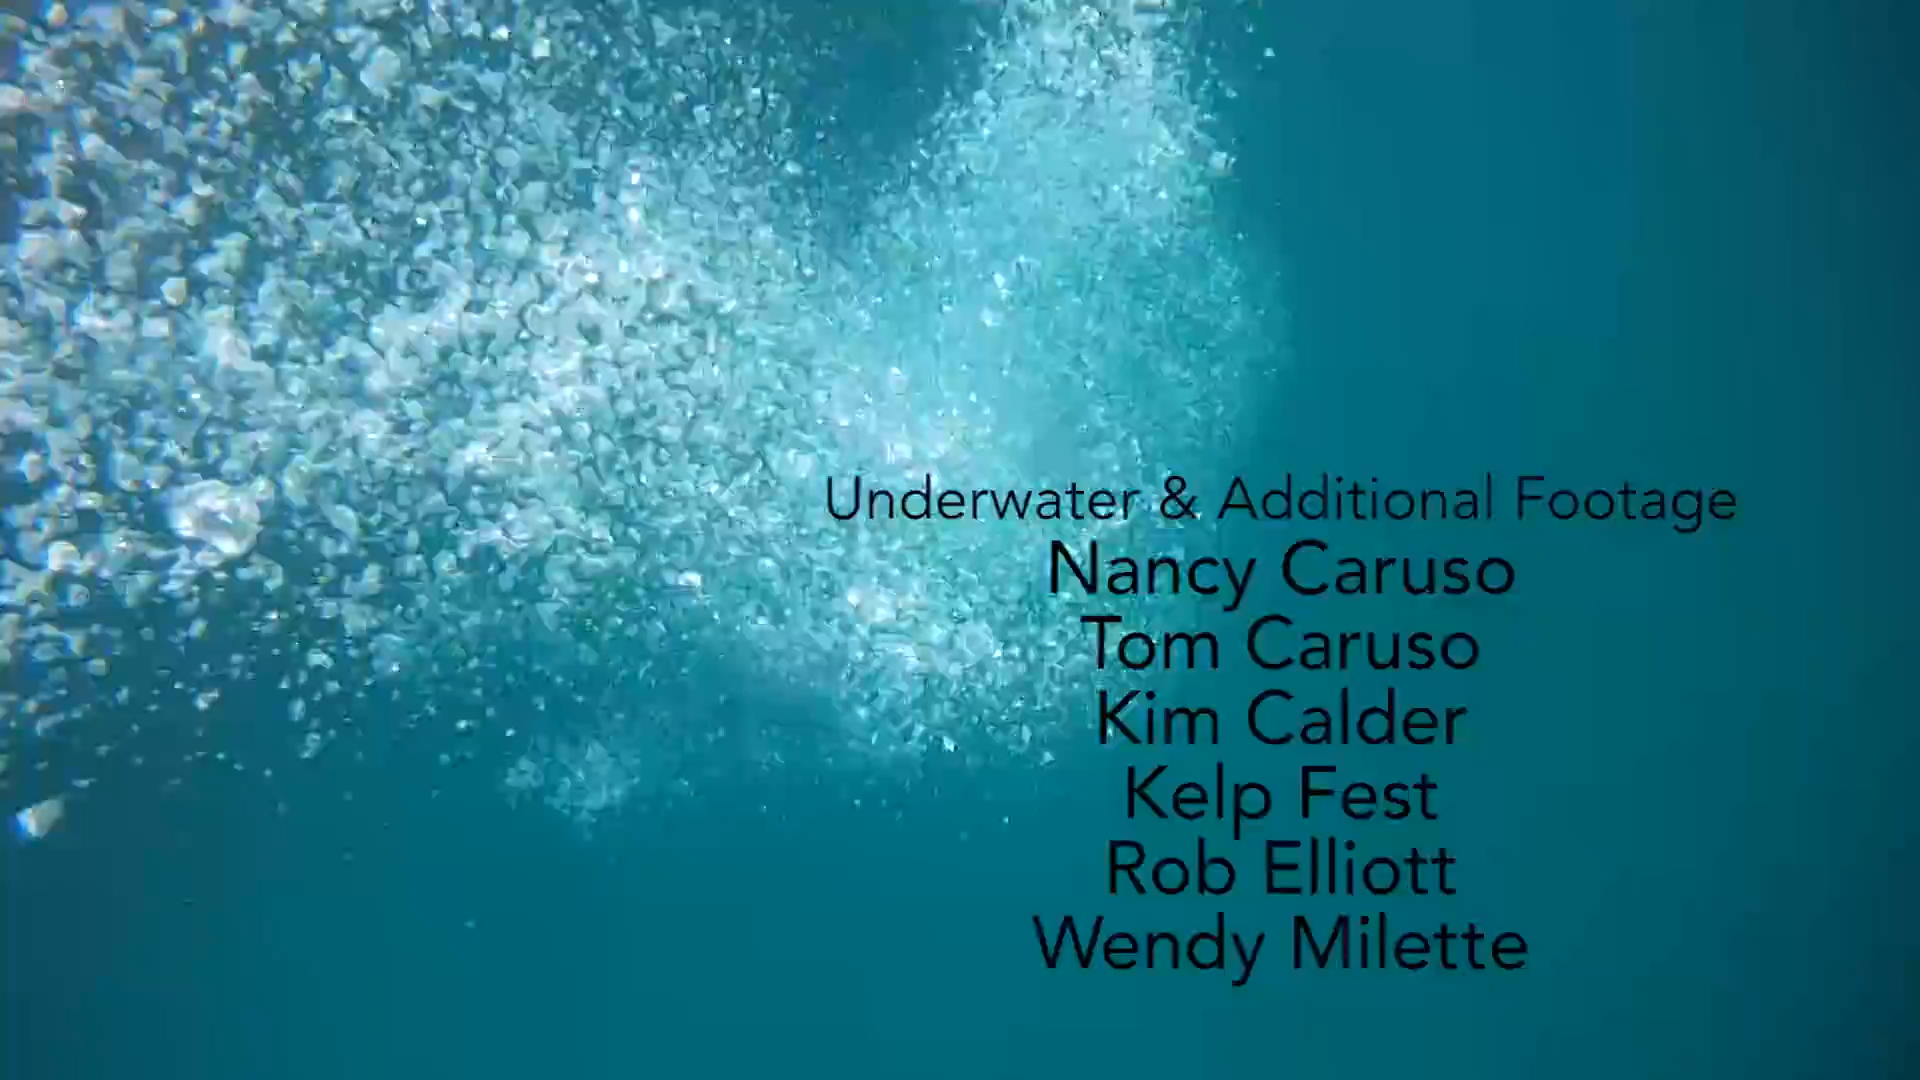 Underwater & Additional Footage
Nancy Caruso
Tom Caruso
Kim Calder
Kelp Fest
Rob Elliott
Wendy Milette